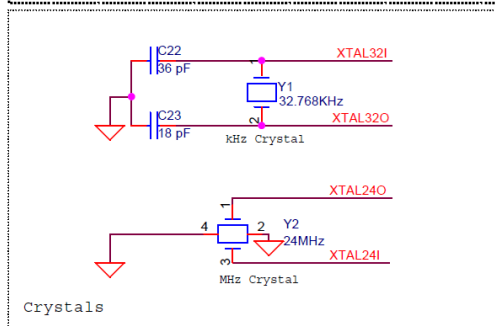 C22
36 pF
XTAL32I
1
Y1
32.768KHz
C23
18 pF
2
XTAL32O
kHz Crystal
XTAL24O
1
4
2
Y2
24MHz
3
XTAL24I
MHz Crystal
Crystals